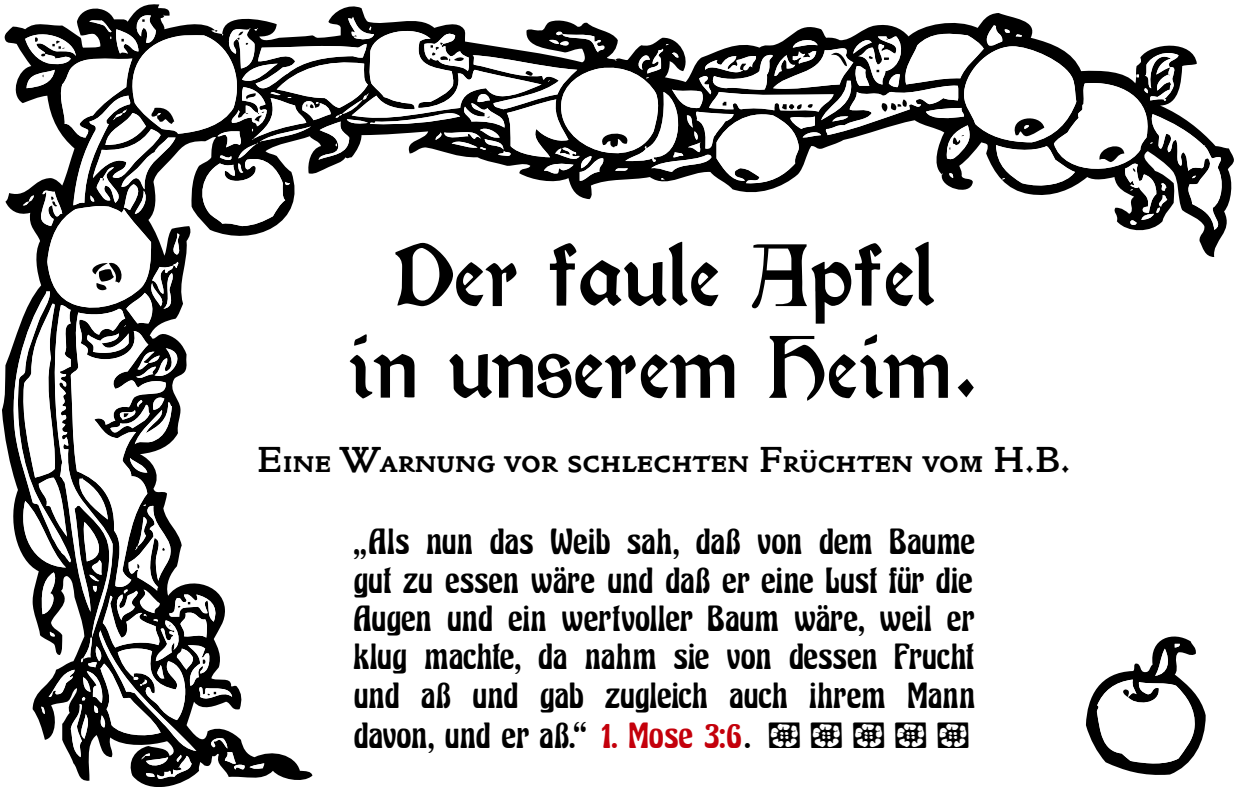 Der faule Apfel
in unserem Heim.
Eine Warnung vor schlechten Früchten vom H.B.
„Als nun das Weib sah, daß von dem Baume
gut zu essen wäre und daß er eine Lust für die
Augen und ein wertvoller Baum wäre, weil er
klug machte, da nahm sie von dessen Frucht
und aß und gab zugleich auch ihrem Mann
davon, und er aß.“ 1. Mose 3:6.